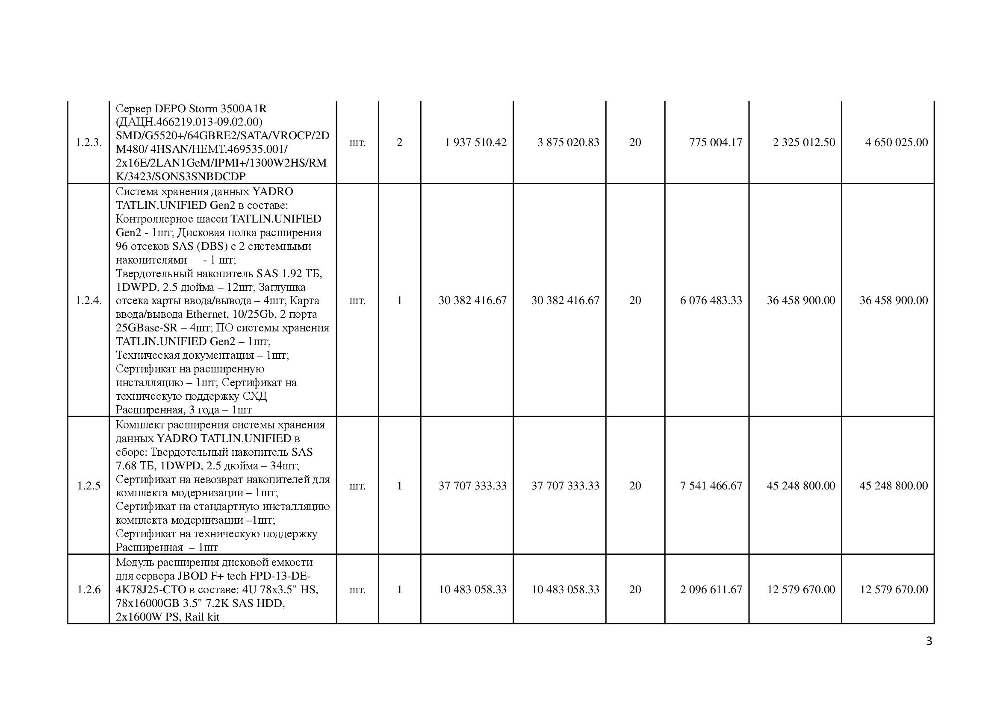 1.2.3.
Сервер DEPO Storm 3500A1R
(ДАЦН.466219.013-09.02.00)
SMD/G5520+/64GBRE2/SATA/VROCP/2D
M480/ 4HSAN/НЕМТ.469535.001/
2x16E/2LAN1GeM/IPMI+/1300W2HS/RM
K/3423/SONS3SNBDCDP
шт.
2
1 937 510.42
3 875 020.83
20
775 004.17
2 325 012.50
4 650 025.00
1.2.4.
Система хранения данных YADRO
TATLIN.UNIFIED Gen2 в составе:
Контроллерное шасси TATLIN.UNIFIED
Gen2 - 1шт; Дисковая полка расширения
96 отсеков SAS (DBS) с 2 системными
накопителями - 1 шт;
Твердотельный накопитель SAS 1.92 ТБ,
1DWPD, 2.5 дюйма – 12шт; Заглушка
отсека карты ввода/вывода – 4шт; Карта
ввода/вывода Ethernet, 10/25Gb, 2 порта
25GBase-SR – 4шт; ПО системы хранения
TATLIN.UNIFIED Gen2 – 1шт;
Техническая документация – 1шт;
Сертификат на расширенную
инсталляцию – 1шт; Сертификат на
техническую поддержку СХД
Расширенная, 3 года – 1шт
шт.
1
30 382 416.67
30 382 416.67
20
6 076 483.33
36 458 900.00
36 458 900.00
1.2.5
Комплект расширения системы хранения
данных YADRO TATLIN.UNIFIED в
сборе: Твердотельный накопитель SAS
7.68 ТБ, 1DWPD, 2.5 дюйма – 34шт;
Сертификат на невозврат накопителей для
комплекта модернизации – 1шт;
Сертификат на стандартную инсталляцию
комплекта модернизации –1шт;
Сертификат на техническую поддержку
Расширенная – 1шт
шт.
1
37 707 333.33
37 707 333.33
20
7 541 466.67
45 248 800.00
45 248 800.00
1.2.6
Модуль расширения дисковой емкости
для сервера JBOD F+ tech FPD-13-DE-
4K78J25-CTO в составе: 4U 78x3.5" HS,
78x16000GB 3.5" 7.2K SAS HDD,
2x1600W PS, Rail kit
шт.
1
10 483 058.33
10 483 058.33
20
2 096 611.67
12 579 670.00
12 579 670.00
3